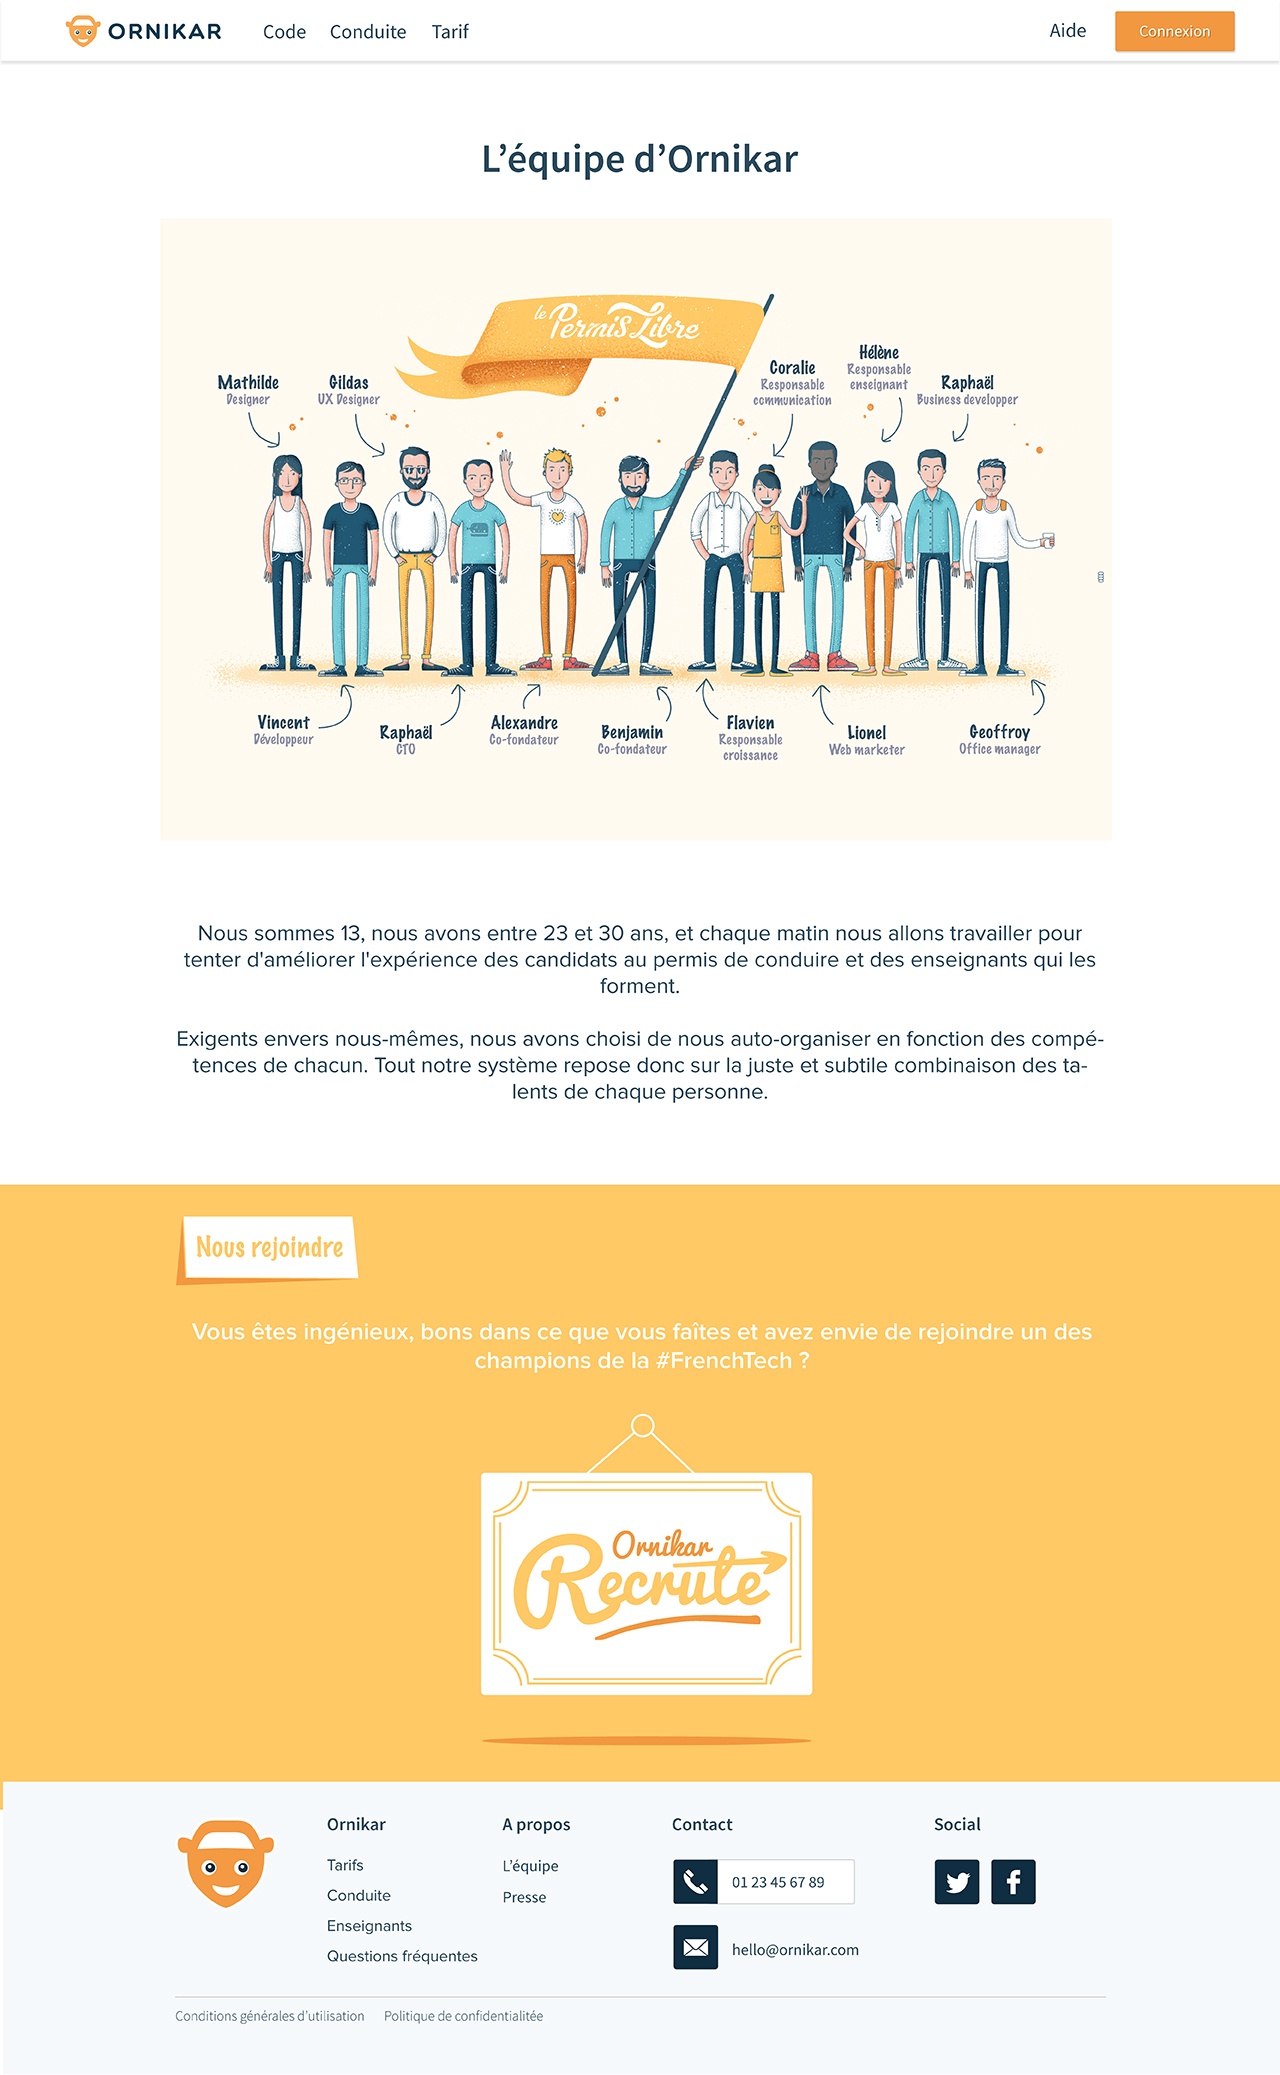 ORNIKAR
Code
Conduite
Tarif
Aide
Connexion
L’équipe d’Ornikar
le Permis Libre
Mathilde
Designer
Gildas
UX Designer
Coralie
Responsable
communication
Hélène
Responsable
enseignant
Raphaël
Business developper
Vincent
Développeur
Raphaël
CTO
Alexandre
Co-fondateur
Benjamin
Co-fondateur
Flavien
Responsable
croissance
Lionel
Web marketer
Geoffroy
Office manager
Nous sommes 13, nous avons entre 23 et 30 ans, et chaque matin nous allons travailler pour
tenter d'améliorer l'expérience des candidats au permis de conduire et des enseignants qui les
forment.
Exigents envers nous-mêmes, nous avons choisi de nous auto-organiser en fonction des compé-
tences de chacun. Tout notre système repose donc sur la juste et subtile combinaison des ta-
lents de chaque personne.
Nous rejoindre
Vous êtes ingénieux, bons dans ce que vous faîtes et avez envie de rejoindre un des
champions de la #FrenchTech ?
Ornikar
Recrute
Ornikar
Tarifs
Conduite
Enseignants
Questions fréquentes
A propos
L’équipe
Presse
Contact
01 23 45 67 89
hello@ornikar.com
Social
Conditions générales d’utilisation
Politique de confidentialitée